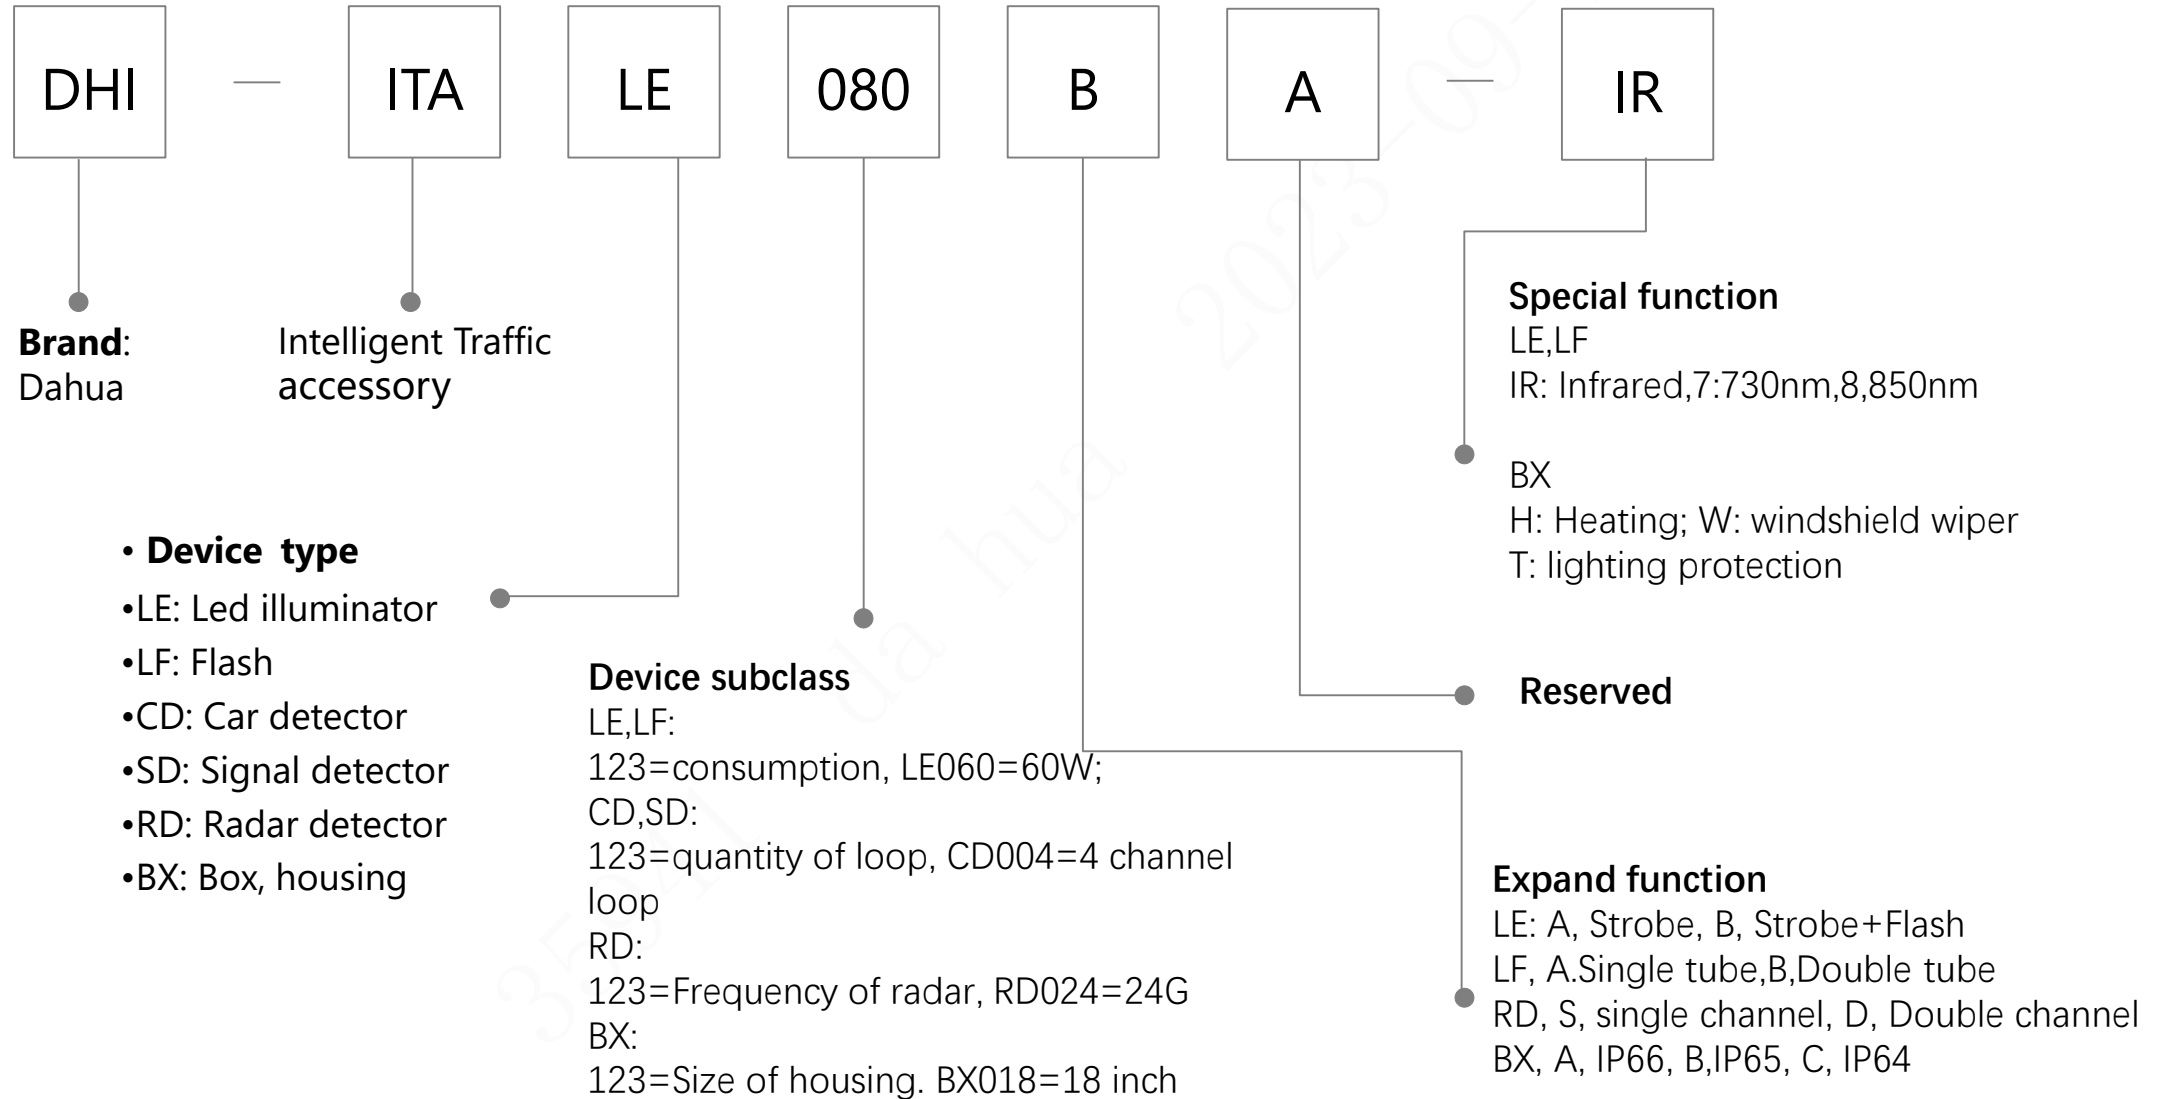 DHI — ITA LE 080 B A — IR
Brand:
Dahua
Intelligent Traffic
accessory
• Device type
•LE: Led illuminator
•LF: Flash
•CD: Car detector
•SD: Signal detector
•RD: Radar detector
•BX: Box, housing
Device subclass
LE,LF:
123=consumption, LE060=60W;
CD,SD:
123=quantity of loop, CD004=4 channel
loop
RD:
123=Frequency of radar, RD024=24G
BX:
123=Size of housing. BX018=18 inch
Special function
LE,LF
IR: Infrared,7:730nm,8,850nm
BX
H: Heating; W: windshield wiper
T: lighting protection
Reserved
Expand function
LE: A, Strobe, B, Strobe+Flash
LF, A.Single tube,B,Double tube
RD, S, single channel, D, Double channel
BX, A, IP66, B,IP65, C, IP64